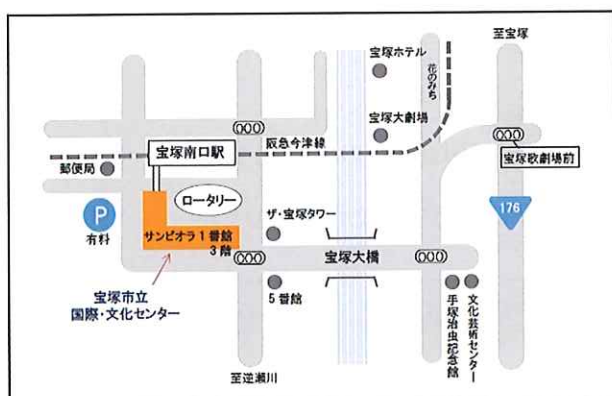 至宝塚
宝塚ホテル
花のみち
宝塚大劇場
阪急今津線
宝塚歌劇場前
宝塚南口駅
郵便局
ロータリー
P
有料
176
サンビオラ1番館
3階
ザ・宝塚タワー
宝塚大橋
宝塚市立
国際・文化センター
5番館
手塚治虫記念館
文化芸術センター
至逆瀬川